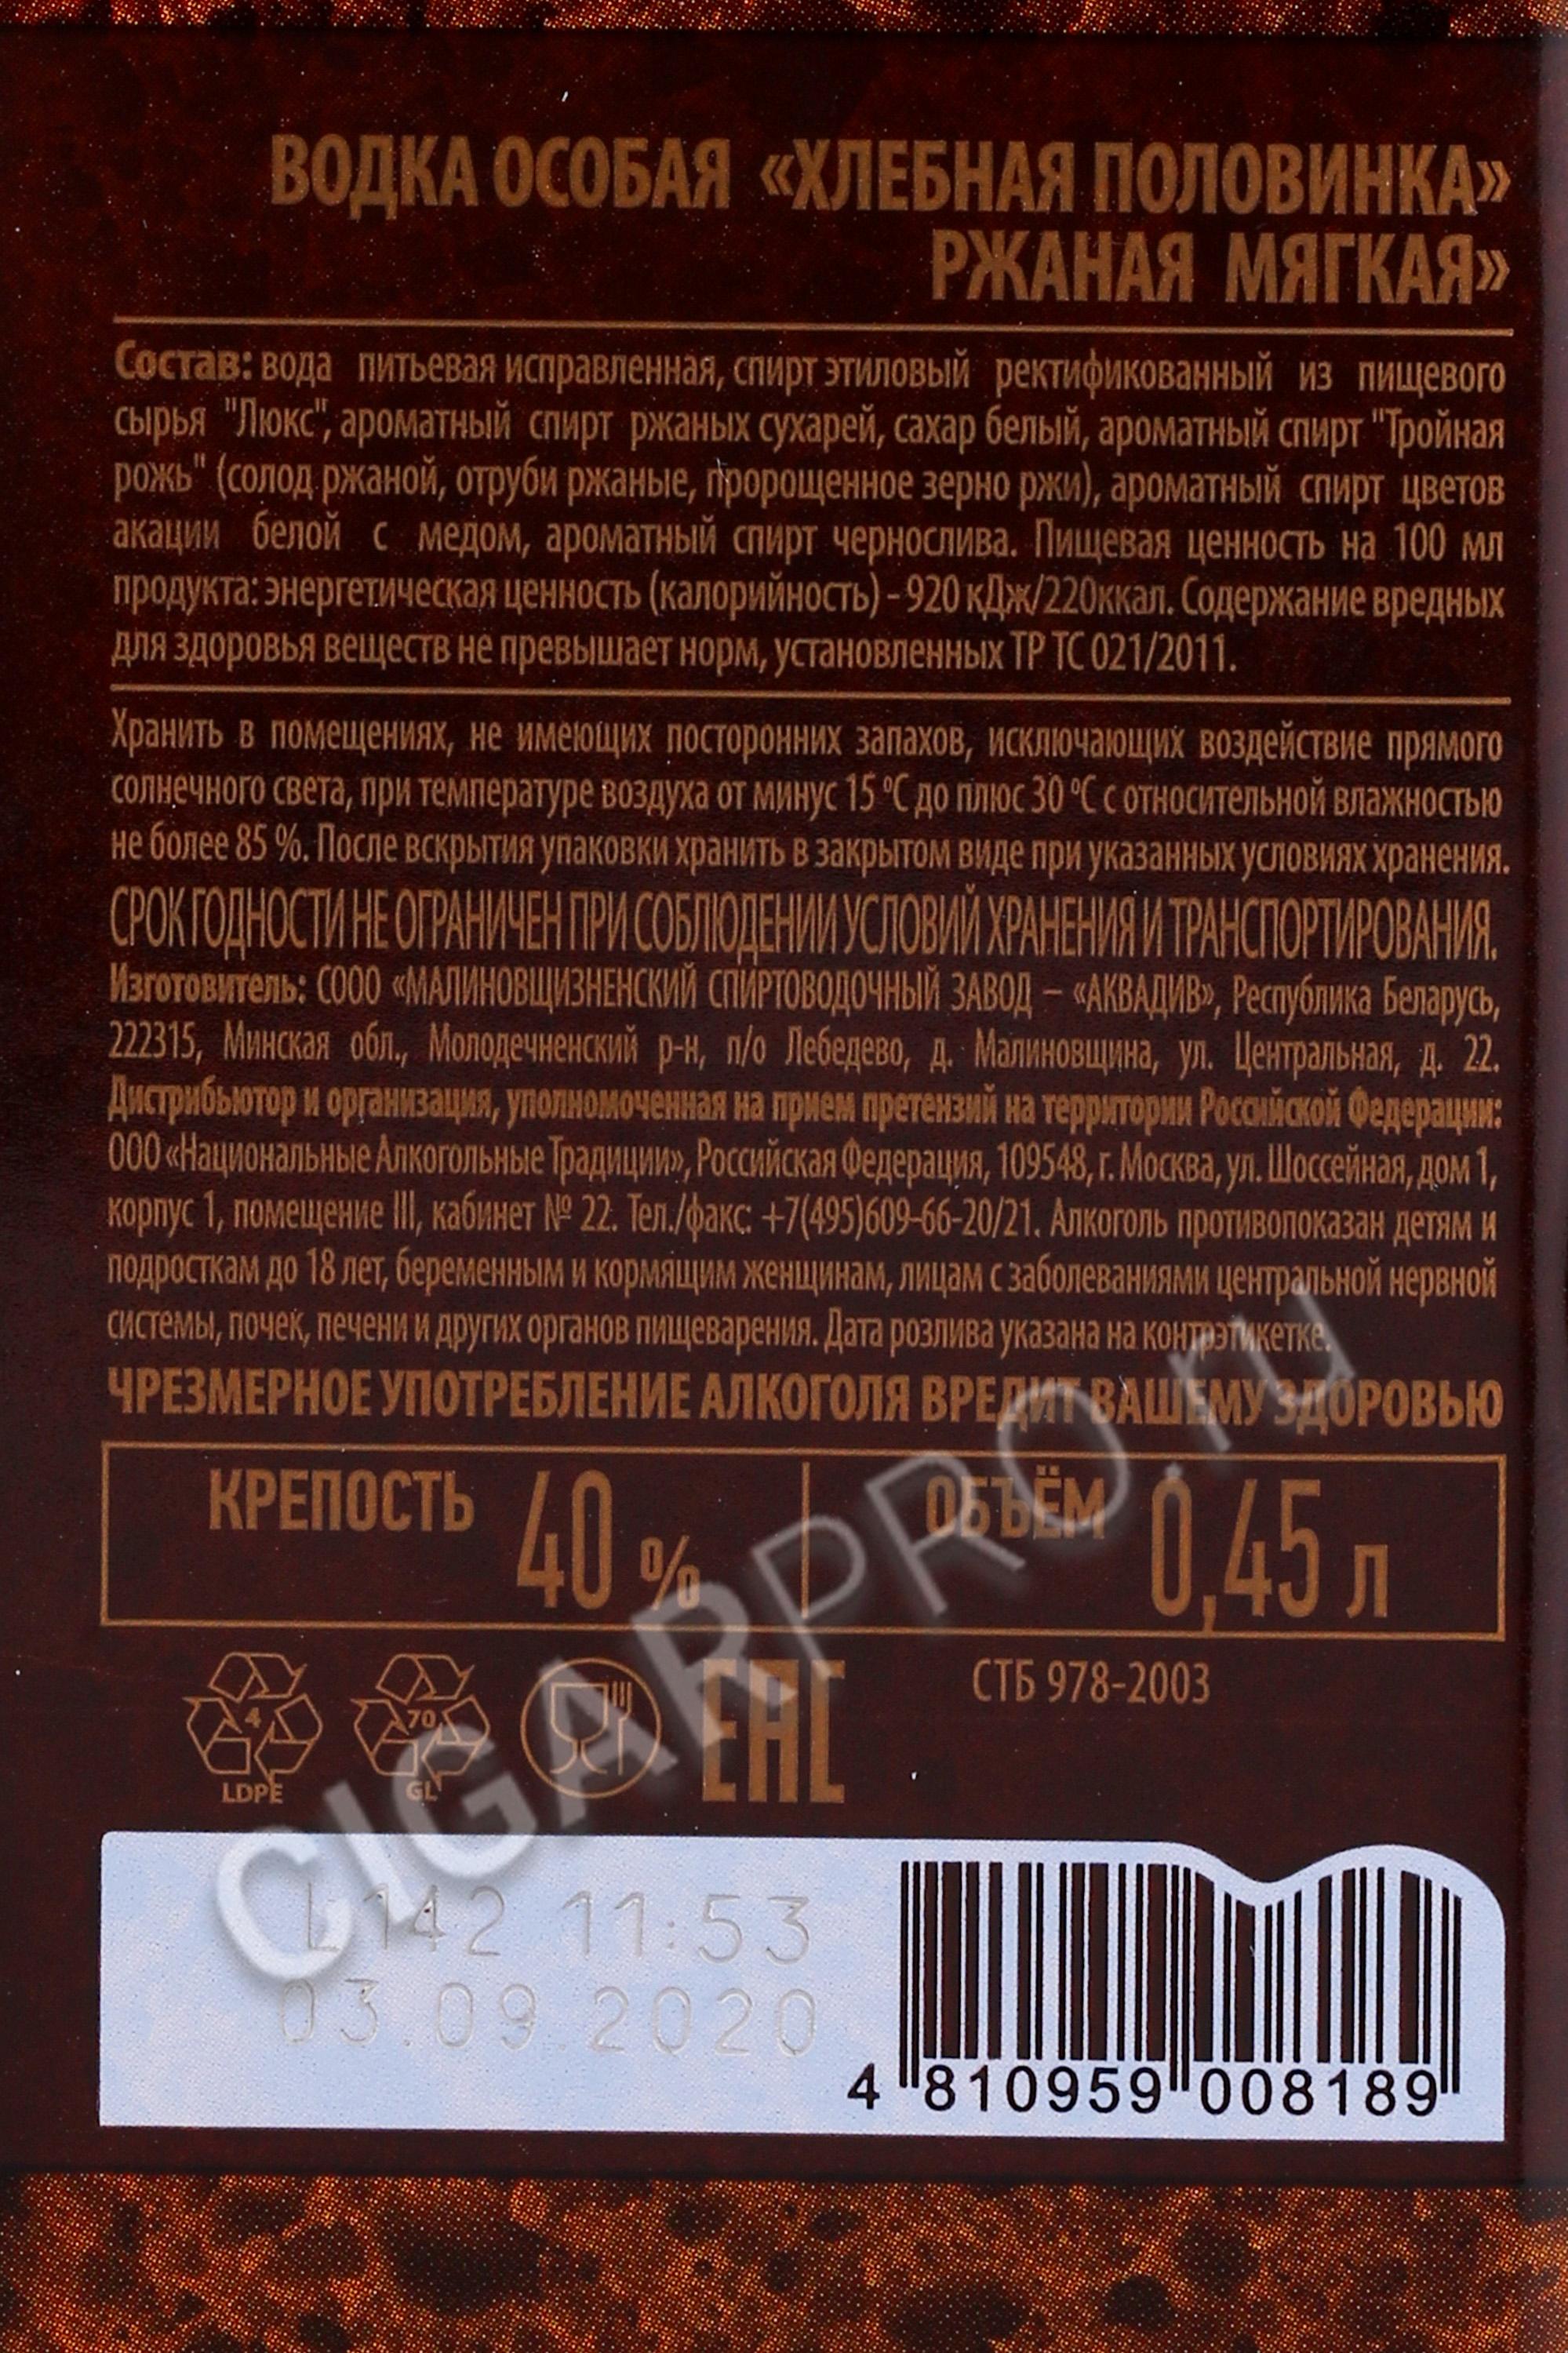 ВОДКА ОСОБАЯ «ХЛЕБНАЯ ПОЛОВИНКА»
РЖАНАЯ МЯГКАЯ»
Состав: вода питьевая исправленная, спирт этиловый ректификованный из пищевого
сырья "Люкс", ароматный спирт ржаных сухарей, сахар белый, ароматный спирт "Тройная
рожь" (солод ржаной, отруби ржаные, пророщенное зерно ржи), ароматный спирт цветов
акации белой с медом, ароматный спирт чернослива. Пищевая ценность на 100 мл
продукта: энергетическая ценность (калорийность) - 920 кДж/220ккал. Содержание вредных
для здоровья веществ не превышает норм, установленных ТР ТС 021/2011.
Хранить в помещениях, не имеющих посторонних запахов, исключающих воздействие прямого
солнечного света, при температуре воздуха от минус 15 ⁰С до плюс 30 ⁰С с относительной влажностью
не более 85 %. После вскрытия упаковки хранить в закрытом виде при указанных условиях хранения.
СРОК ГОДНОСТИ НЕ ОГРАНИЧЕН ПРИ СОБЛЮДЕНИИ УСЛОВИЙ ХРАНЕНИЯ И ТРАНСПОРТИРОВАНИЯ.
Изготовитель: СООО «МАЛИНОВЩИЗНЕНСКИЙ СПИРТОВОДОЧНЫЙ ЗАВОД – «АКВАДИВ», Республика Беларусь,
222315, Минская обл., Молодечненский р-н, п/о Лебедево, д. Малиновщина, ул. Центральная, д. 22.
Дистрибьютор и организация, уполномоченная на прием претензий на территории Российской Федерации:
ООО «Национальные Алкогольные Традиции», Российская Федерация, 109548, г. Москва, ул. Шоссейная, дом 1,
корпус 1, помещение III, кабинет № 22. Тел./факс: +7(495)609-66-20/21. Алкоголь противопоказан детям и
подросткам до 18 лет, беременным и кормящим женщинам, лицам с заболеваниями центральной нервной
системы, почек, печени и других органов пищеварения. Дата розлива указана на контрэтикетке.
ЧРЕЗМЕРНОЕ УПОТРЕБЛЕНИЕ АЛКОГОЛЯ ВРЕДИТ ВАШЕМУ ЗДОРОВЬЮ
КРЕПОСТЬ 40 % ОБЪЁМ 0,45 л
4 70 EAC СТБ 978-2003
LDPE GL
CIGARPRO.ru
L142 11:53
03.09.2020
4 810959 008189